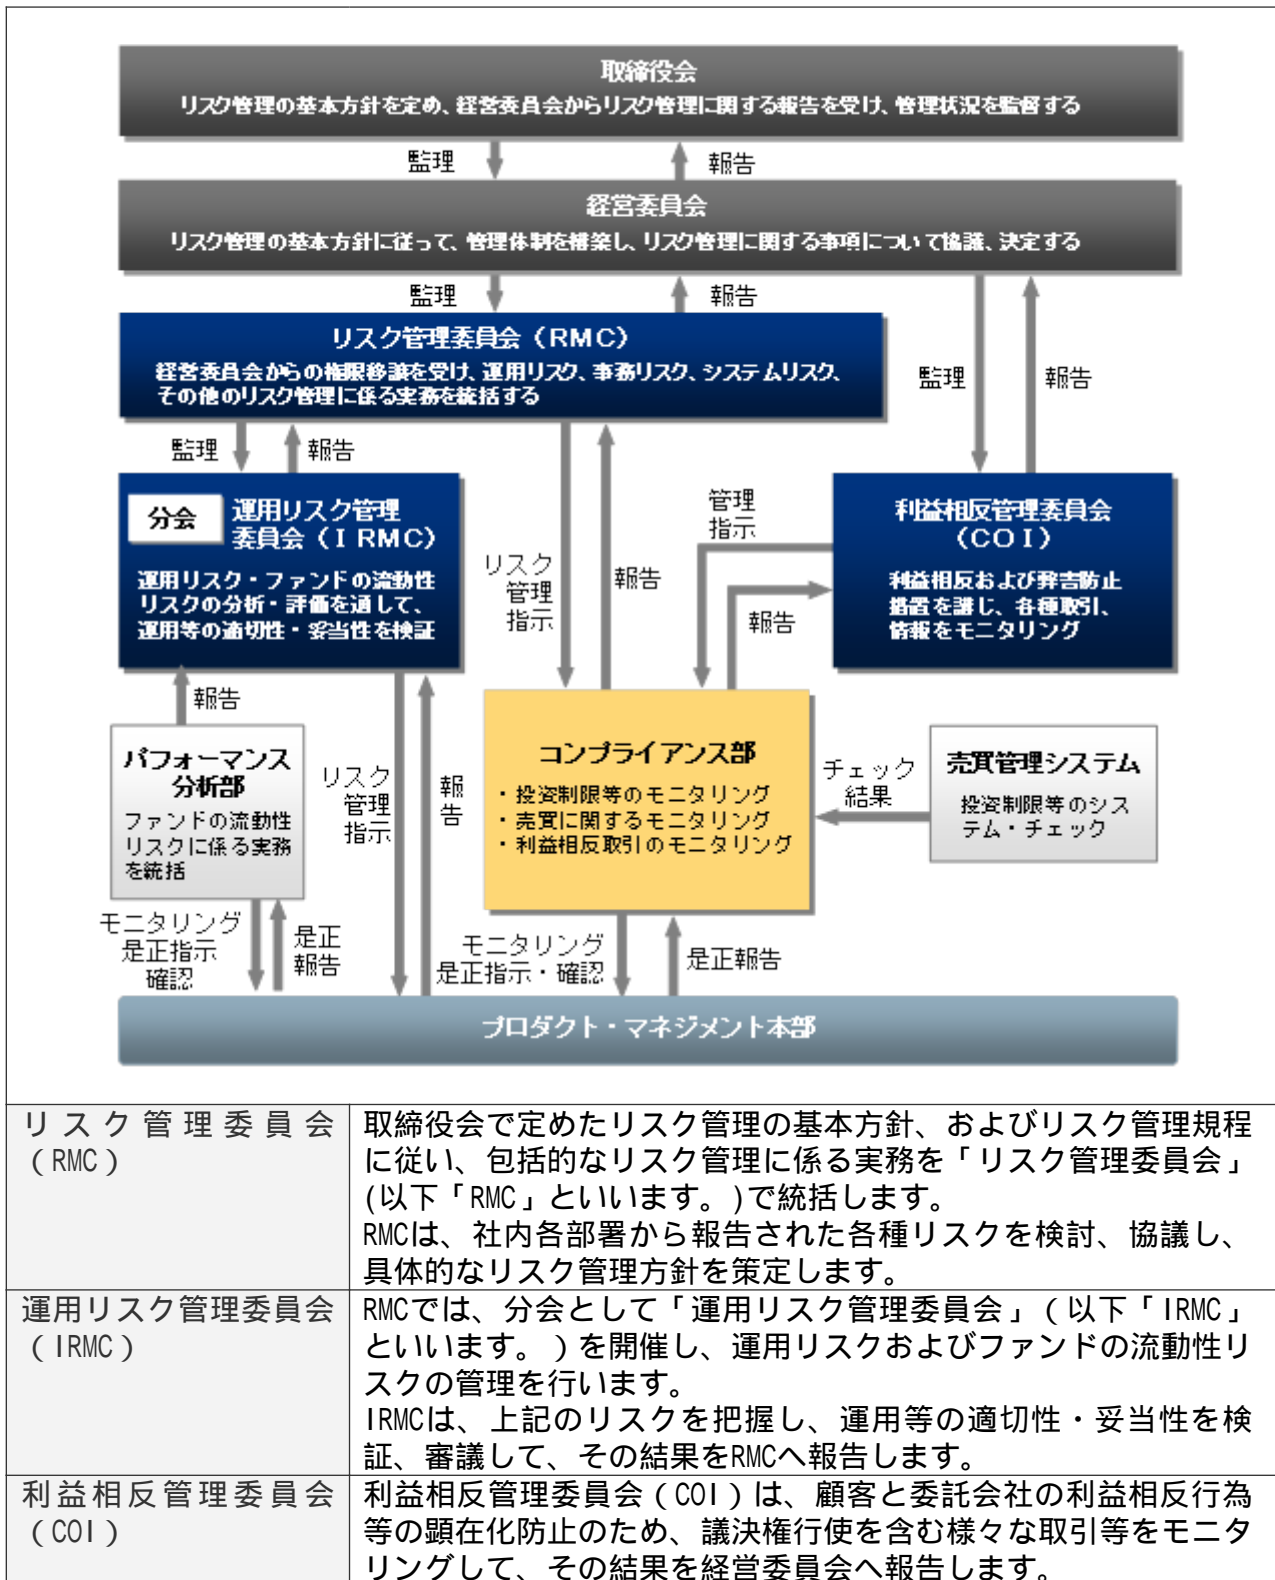 取締役会
リスク管理の基本方針を定め、経営委員会からリスク管理に関する報告を受け、管理状況を監督する
監理
報告
経営委員会
リスク管理の基本方針に従って、管理体制を構築し、リスク管理に関する事項について協議、決定する
監理
報告
リスク管理委員会（RMC）
経営委員会からの権限移譲を受け、運用リスク、事務リスク、システムリスク、
その他のリスク管理に係る実務を統括する
監理
報告
監理
報告
分会
運用リスク管理
委員会（IRMC）
運用リスク・ファンドの流動性
リスクの分析・評価を通して、
運用等の適切性・妥当性を検証
リスク
管理
指示
報告
管理
指示
報告
利益相反管理委員会
（COI）
利益相反および弊害防止
措置を講じ、各種取引、
情報をモニタリング
報告
パフォーマンス
分析部
ファンドの流動性
リスクに係る実務
を統括
リスク
管理
指示
報
告
コンプライアンス部
・投資制限等のモニタリング
・売買に関するモニタリング
・利益相反取引のモニタリング
チェック
結果
売買管理システム
投資制限等のシス
テム・チェック
モニタリング
是正指示
確認
是正
報告
モニタリング
是正指示・確認
是正報告
プロダクト・マネジメント本部
リスク管理委員会
（RMC）
取締役会で定めたリスク管理の基本方針、およびリスク管理規程
に従い、包括的なリスク管理に係る実務を「リスク管理委員会」
(以下「RMC」といいます。)で統括します。
RMCは、社内各部署から報告された各種リスクを検討、協議し、
具体的なリスク管理方針を策定します。
運用リスク管理委員会
（IRMC）
RMCでは、分会として「運用リスク管理委員会」（以下「IRMC」
といいます。）を開催し、運用リスクおよびファンドの流動性リ
スクの管理を行います。
IRMCは、上記のリスクを把握し、運用等の適切性・妥当性を検
証、審議して、その結果をRMCへ報告します。
利益相反管理委員会
（COI）
利益相反管理委員会（COI）は、顧客と委託会社の利益相反行為
等の顕在化防止のため、議決権行使を含む様々な取引等をモニタ
リングして、その結果を経営委員会へ報告します。